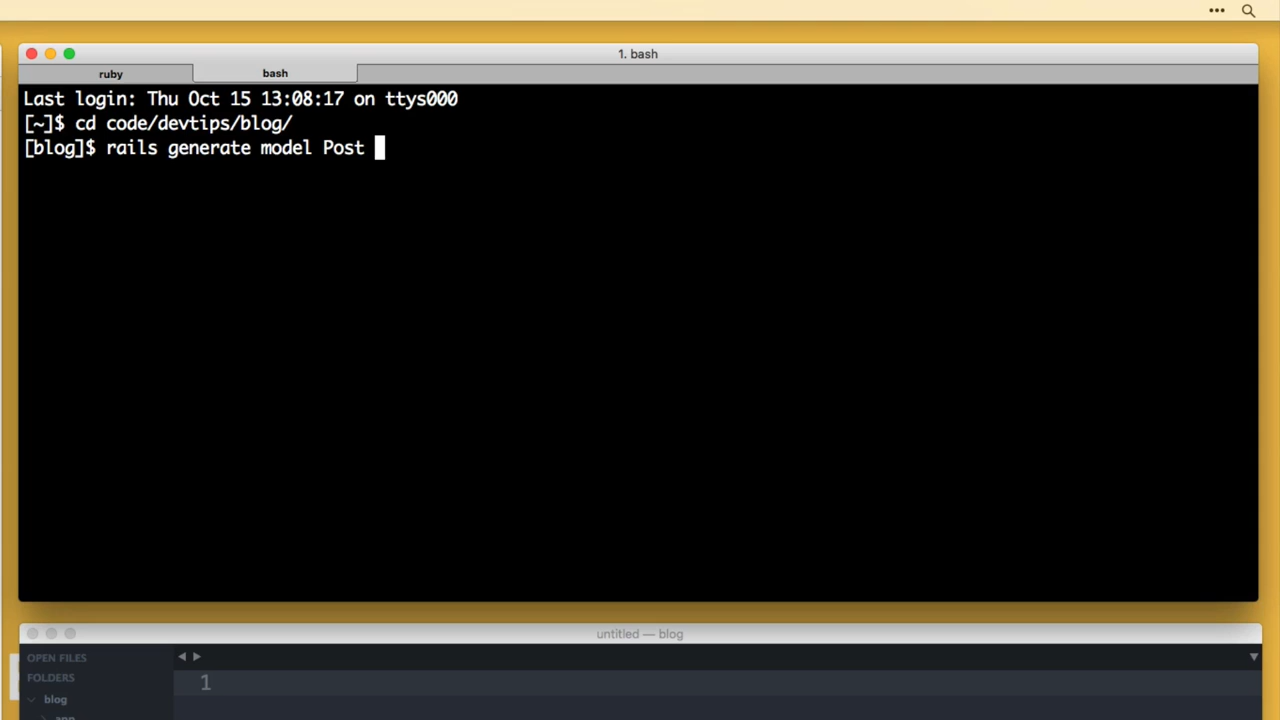 •••
1. bash
ruby
bash
Last login: Thu Oct 15 13:08:17 on ttys000
[~]$ cd code/devtips/blog/
[blog]$ rails generate model Post
untitled — blog
OPEN FILES
FOLDERS
blog
1